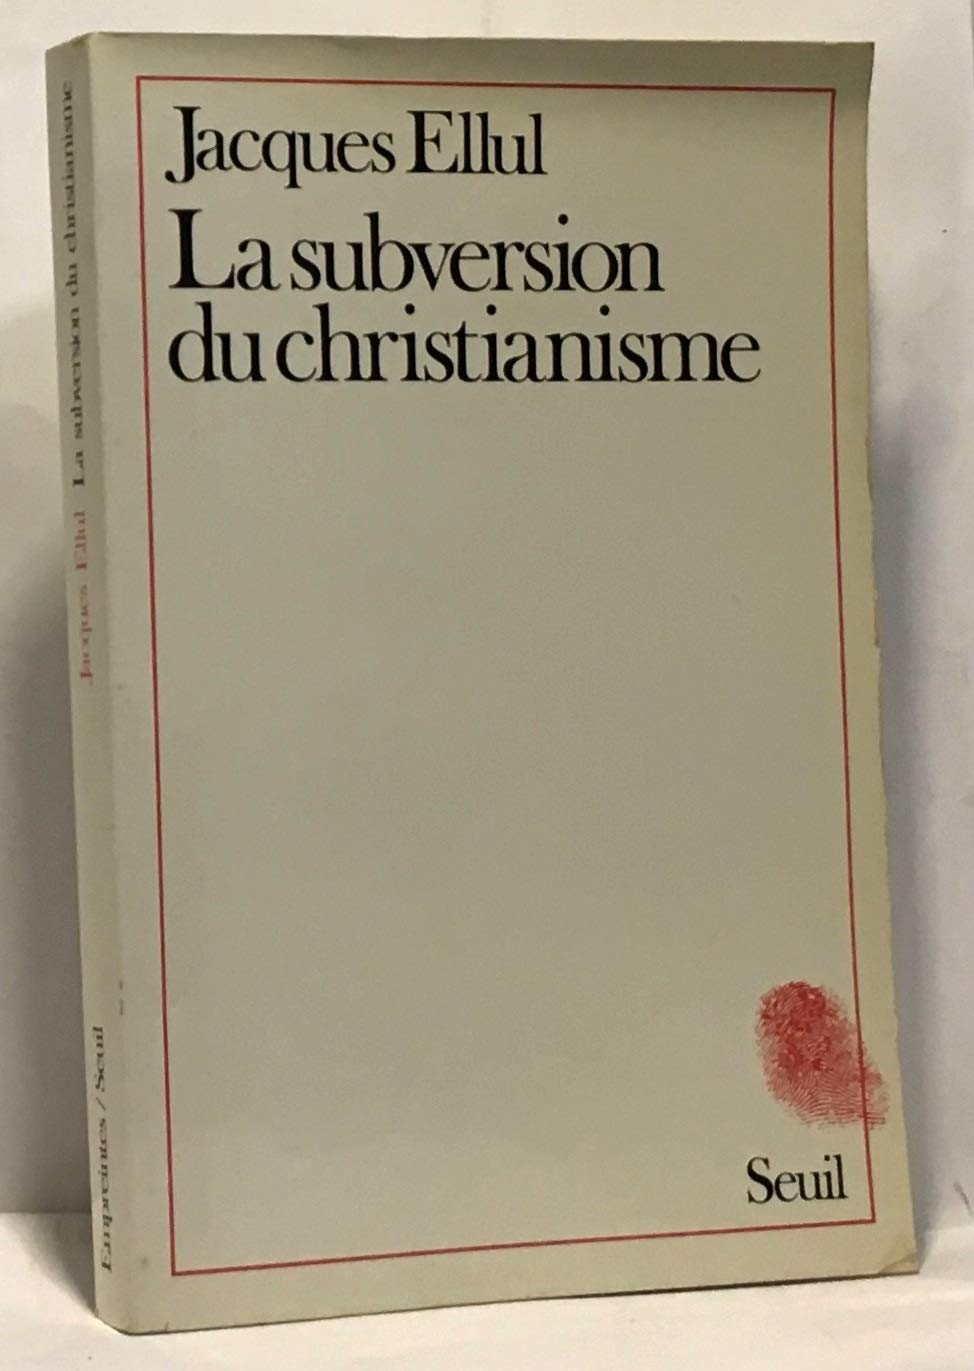 Jacques Ellul
La subversion
du christianisme
Seuil
Jacques Ellul La subversion du christianisme
Empreintes / Seuil